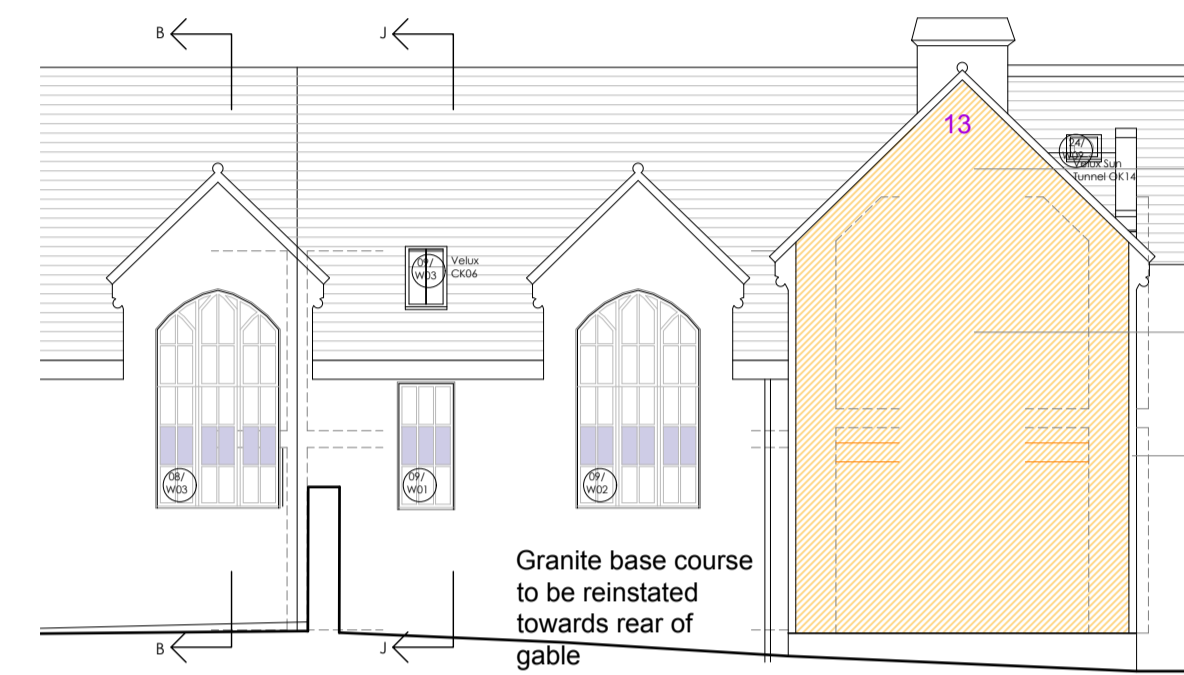 B
J
13
24/
W02
Velux Sun
Tunnel OK14
09/
W03
Velux
CK06
08/
W03
09/
W01
09/
W02
Granite base course
to be reinstated
towards rear of
gable
B
J